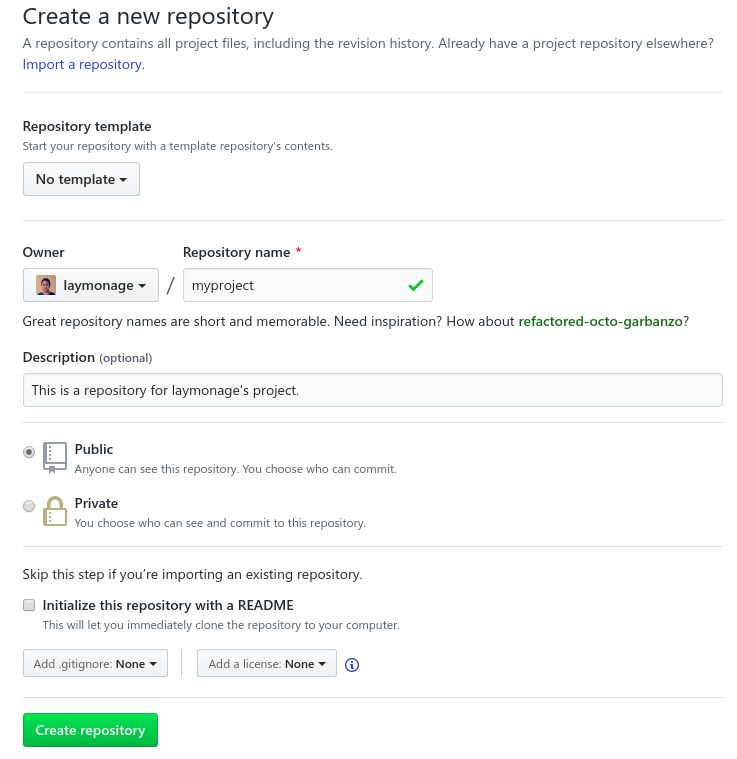 Create a new repository
A repository contains all project files, including the revision history. Already have a project repository elsewhere?
Import a repository.
Repository template
Start your repository with a template repository's contents.
No template
Owner
Repository name *
laymonage / myproject
Great repository names are short and memorable. Need inspiration? How about refactored-octo-garbanzo?
Description (optional)
This is a repository for laymonage's project.
Public
Anyone can see this repository. You choose who can commit.
Private
You choose who can see and commit to this repository.
Skip this step if you’re importing an existing repository.
Initialize this repository with a README
This will let you immediately clone the repository to your computer.
Add .gitignore: None
Add a license: None
Create repository